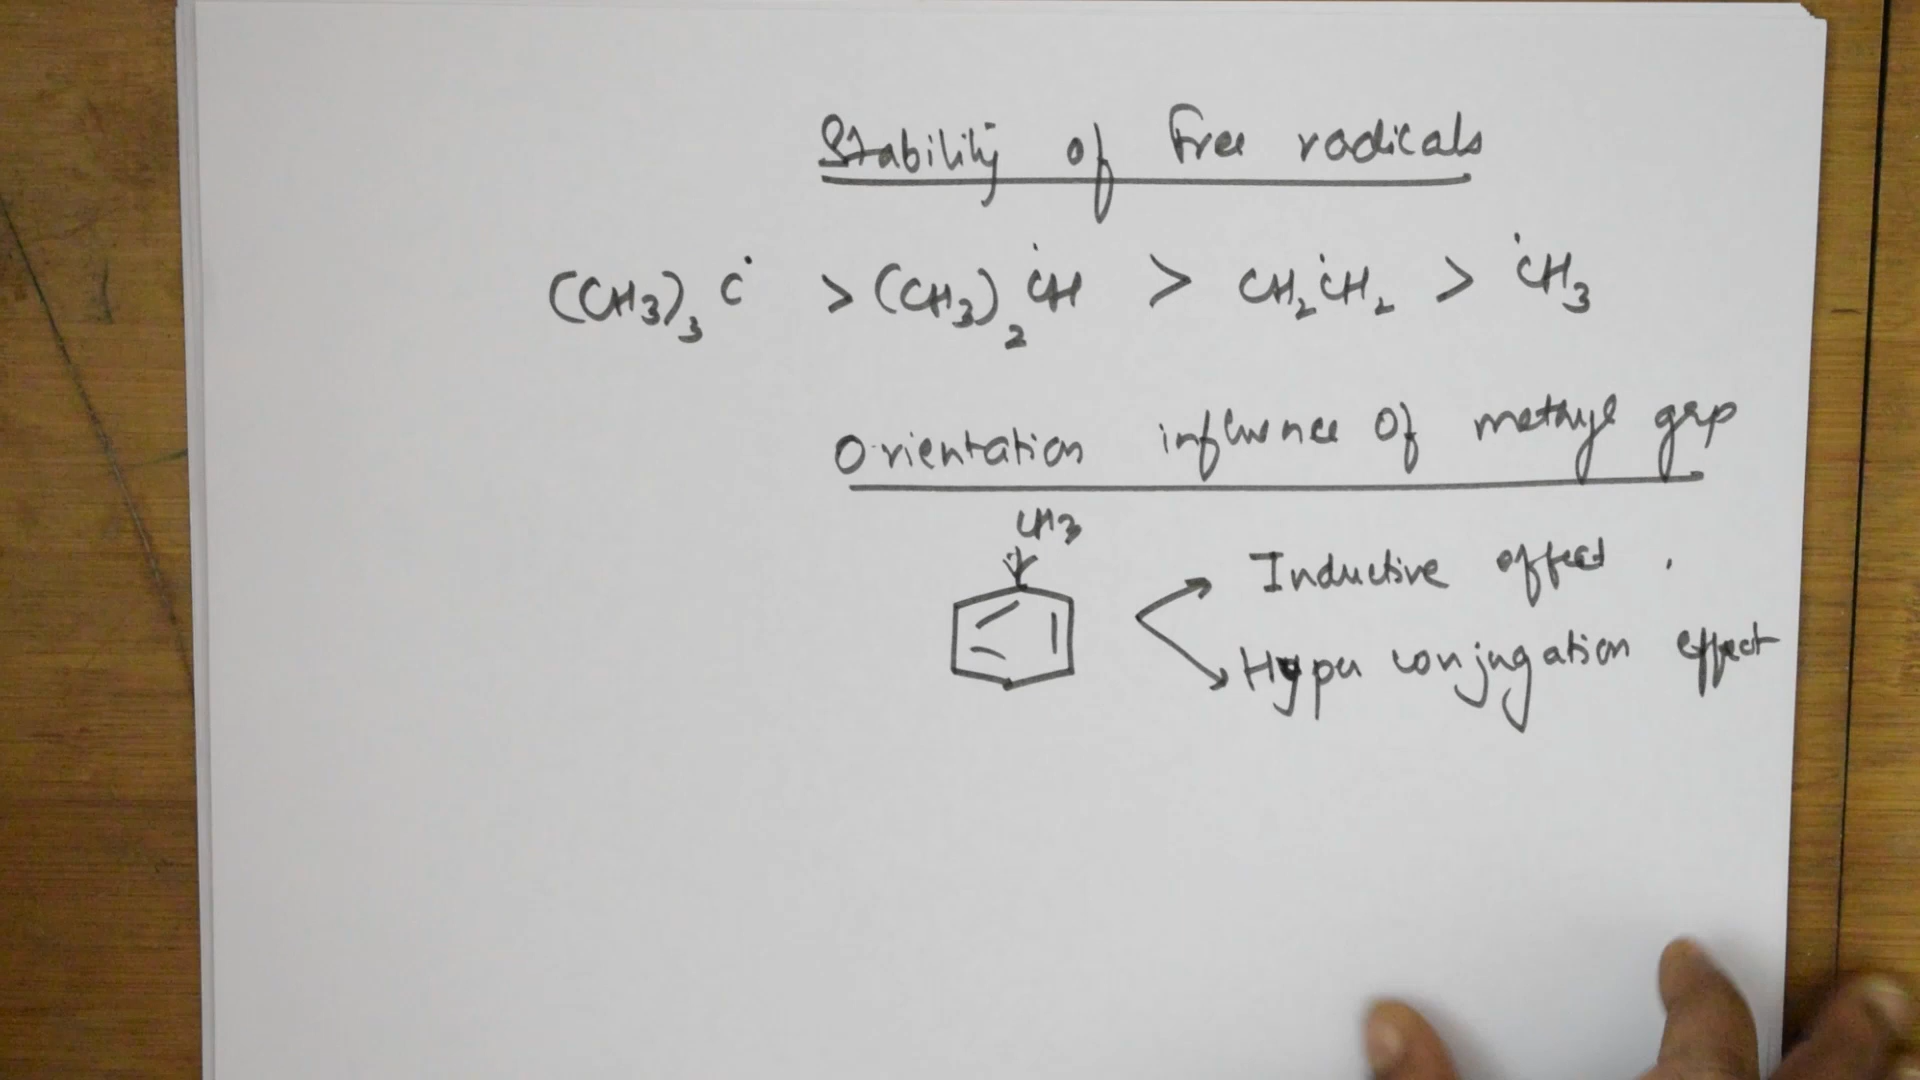 Stability of Free radicals
(CH3)3 Ċ > (CH3)2 ĊH > CH2ĊH2 > ĊH3
Orientation influence of methyl grp
CH3
Inductive effect.
Hyper conjugation effect